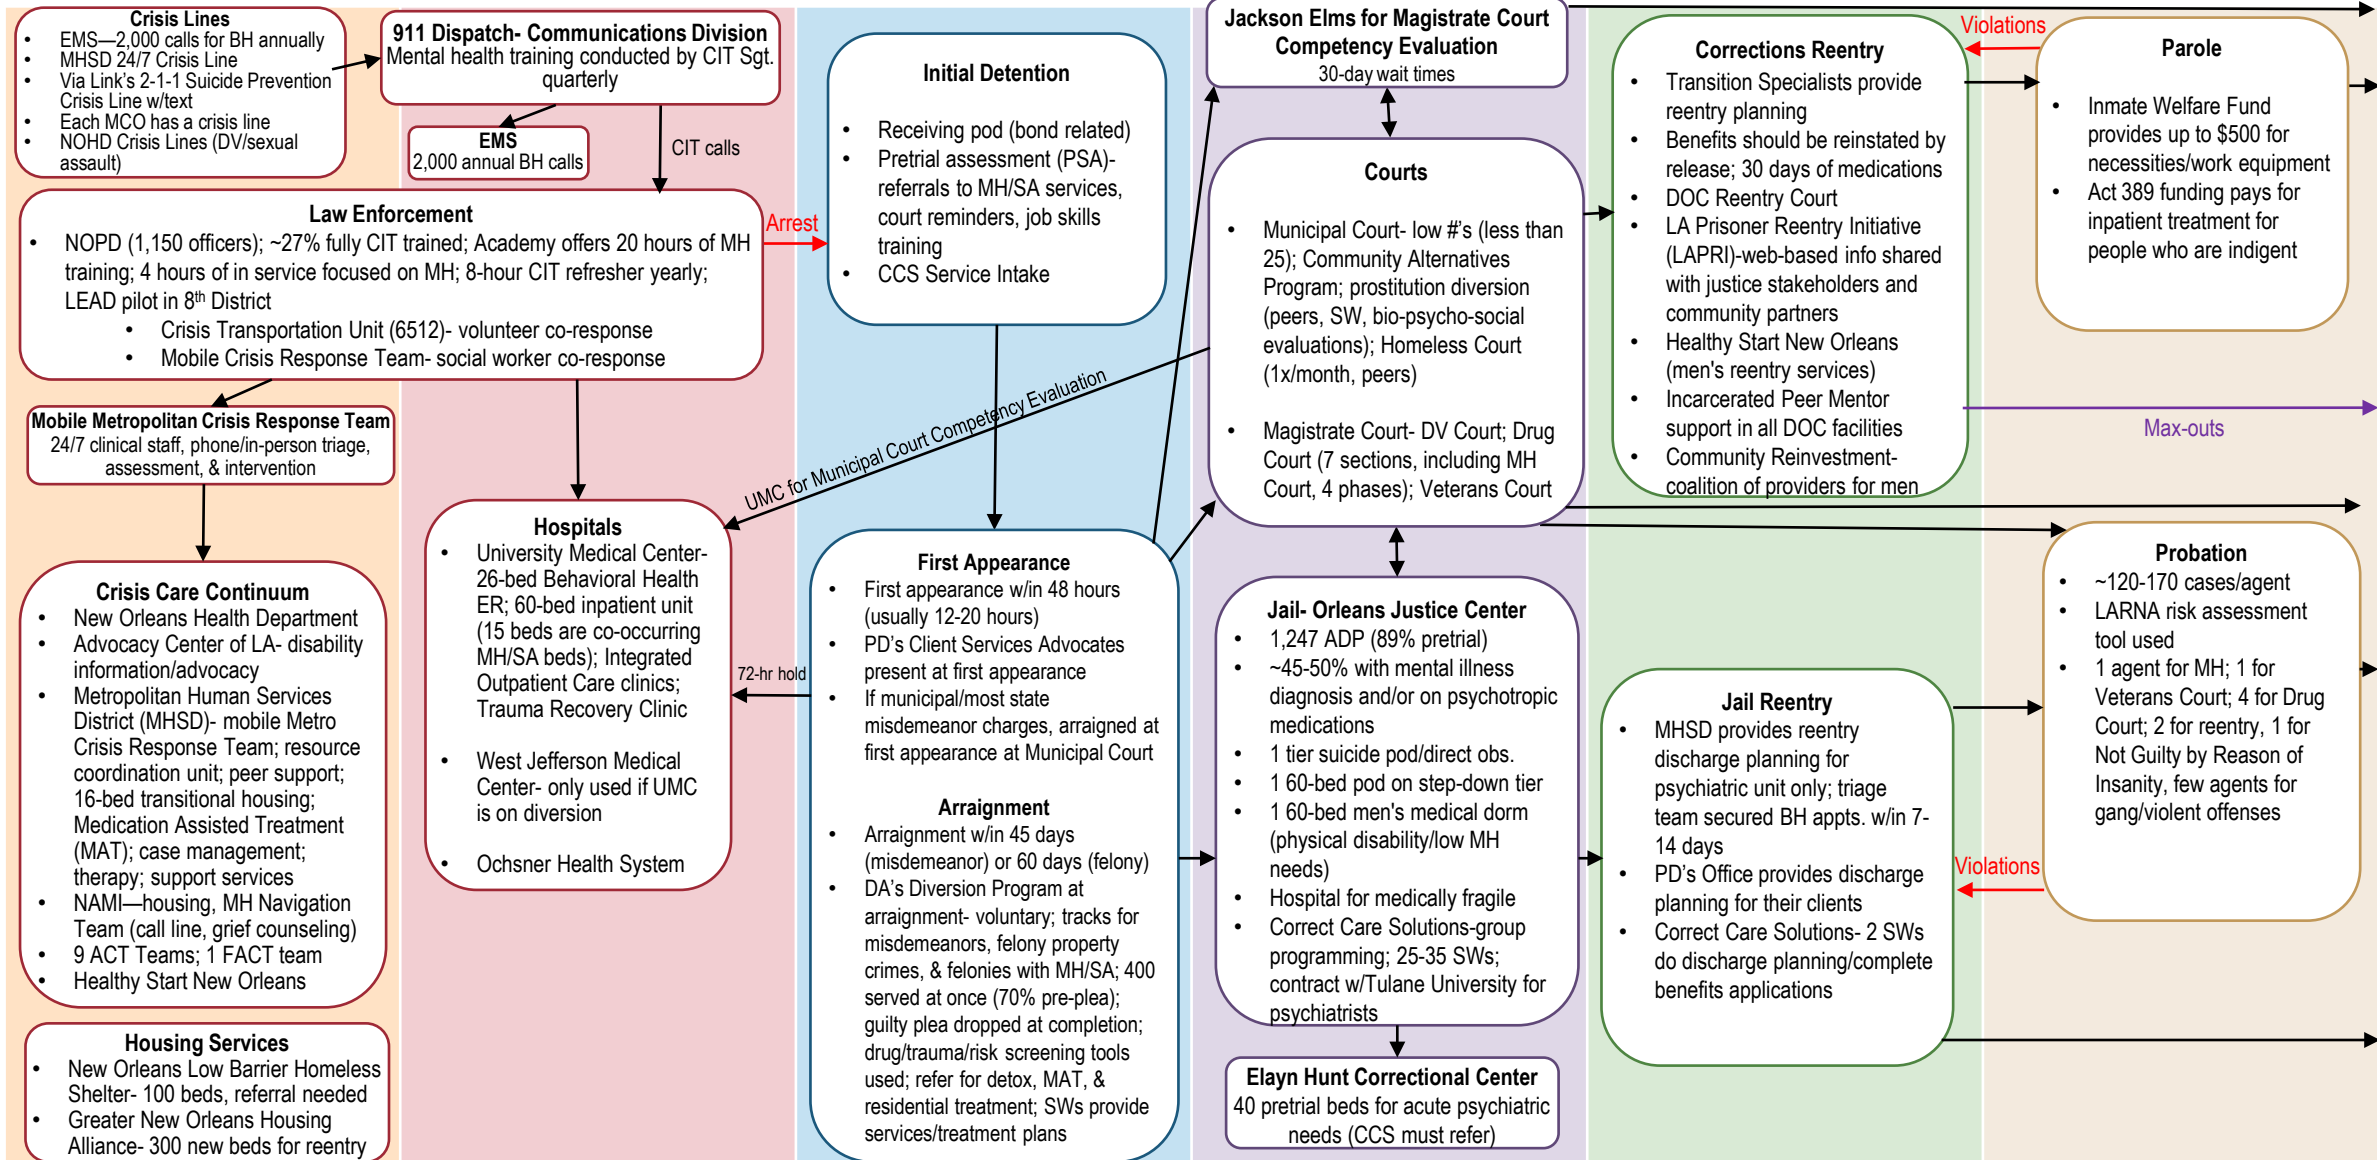 Crisis Lines
• EMS—2,000 calls for BH annually
• MHSD 24/7 Crisis Line
• Via Link's 2-1-1 Suicide Prevention
Crisis Line w/text
• Each MCO has a crisis line
• NOHD Crisis Lines (DV/sexual
assault)
911 Dispatch- Communications Division
Mental health training conducted by CIT Sgt.
quarterly
EMS
2,000 annual BH calls
CIT calls
Law Enforcement
• NOPD (1,150 officers); ~27% fully CIT trained; Academy offers 20 hours of MH
training; 4 hours of in service focused on MH; 8-hour CIT refresher yearly;
LEAD pilot in 8th District
• Crisis Transportation Unit (6512)- volunteer co-response
• Mobile Crisis Response Team- social worker co-response
Arrest
Mobile Metropolitan Crisis Response Team
24/7 clinical staff, phone/in-person triage,
assessment, & intervention
Crisis Care Continuum
• New Orleans Health Department
• Advocacy Center of LA- disability
information/advocacy
• Metropolitan Human Services
District (MHSD)- mobile Metro
Crisis Response Team; resource
coordination unit; peer support;
16-bed transitional housing;
Medication Assisted Treatment
(MAT); case management;
therapy; support services
• NAMI—housing, MH Navigation
Team (call line, grief counseling)
• 9 ACT Teams; 1 FACT team
• Healthy Start New Orleans
Housing Services
• New Orleans Low Barrier Homeless
Shelter- 100 beds, referral needed
• Greater New Orleans Housing
Alliance- 300 new beds for reentry
Hospitals
• University Medical Center-
26-bed Behavioral Health
ER; 60-bed inpatient unit
(15 beds are co-occurring
MH/SA beds); Integrated
Outpatient Care clinics;
Trauma Recovery Clinic
• West Jefferson Medical
Center- only used if UMC
is on diversion
• Ochsner Health System
UMC for Municipal Court Competency Evaluation
72-hr hold
Initial Detention
• Receiving pod (bond related)
• Pretrial assessment (PSA)-
referrals to MH/SA services,
court reminders, job skills
training
• CCS Service Intake
First Appearance
• First appearance w/in 48 hours
(usually 12-20 hours)
• PD's Client Services Advocates
present at first appearance
• If municipal/most state
misdemeanor charges, arraigned at
first appearance at Municipal Court
Arraignment
• Arraignment w/in 45 days
(misdemeanor) or 60 days (felony)
• DA's Diversion Program at
arraignment- voluntary; tracks for
misdemeanors, felony property
crimes, & felonies with MH/SA; 400
served at once (70% pre-plea);
guilty plea dropped at completion;
drug/trauma/risk screening tools
used; refer for detox, MAT, &
residential treatment; SWs provide
services/treatment plans
Jackson Elms for Magistrate Court
Competency Evaluation
30-day wait times
Courts
• Municipal Court- low #'s (less than
25); Community Alternatives
Program; prostitution diversion
(peers, SW, bio-psycho-social
evaluations); Homeless Court
(1x/month, peers)
• Magistrate Court- DV Court; Drug
Court (7 sections, including MH
Court, 4 phases); Veterans Court
Jail- Orleans Justice Center
• 1,247 ADP (89% pretrial)
• ~45-50% with mental illness
diagnosis and/or on psychotropic
medications
• 1 tier suicide pod/direct obs.
• 1 60-bed pod on step-down tier
• 1 60-bed men's medical dorm
(physical disability/low MH
needs)
• Hospital for medically fragile
• Correct Care Solutions-group
programming; 25-35 SWs;
contract w/Tulane University for
psychiatrists
Elayn Hunt Correctional Center
40 pretrial beds for acute psychiatric
needs (CCS must refer)
Corrections Reentry
• Transition Specialists provide
reentry planning
• Benefits should be reinstated by
release; 30 days of medications
• DOC Reentry Court
• LA Prisoner Reentry Initiative
(LAPRI)-web-based info shared
with justice stakeholders and
community partners
• Healthy Start New Orleans
(men's reentry services)
• Incarcerated Peer Mentor
support in all DOC facilities
• Community Reinvestment-
coalition of providers for men
Jail Reentry
• MHSD provides reentry
discharge planning for
psychiatric unit only; triage
team secured BH appts. w/in 7-
14 days
• PD's Office provides discharge
planning for their clients
• Correct Care Solutions- 2 SWs
do discharge planning/complete
benefits applications
Violations
Parole
• Inmate Welfare Fund
provides up to $500 for
necessities/work equipment
• Act 389 funding pays for
inpatient treatment for
people who are indigent
Max-outs
Probation
• ~120-170 cases/agent
• LARNA risk assessment
tool used
• 1 agent for MH; 1 for
Veterans Court; 4 for Drug
Court; 2 for reentry, 1 for
Not Guilty by Reason of
Insanity, few agents for
gang/violent offenses
Violations